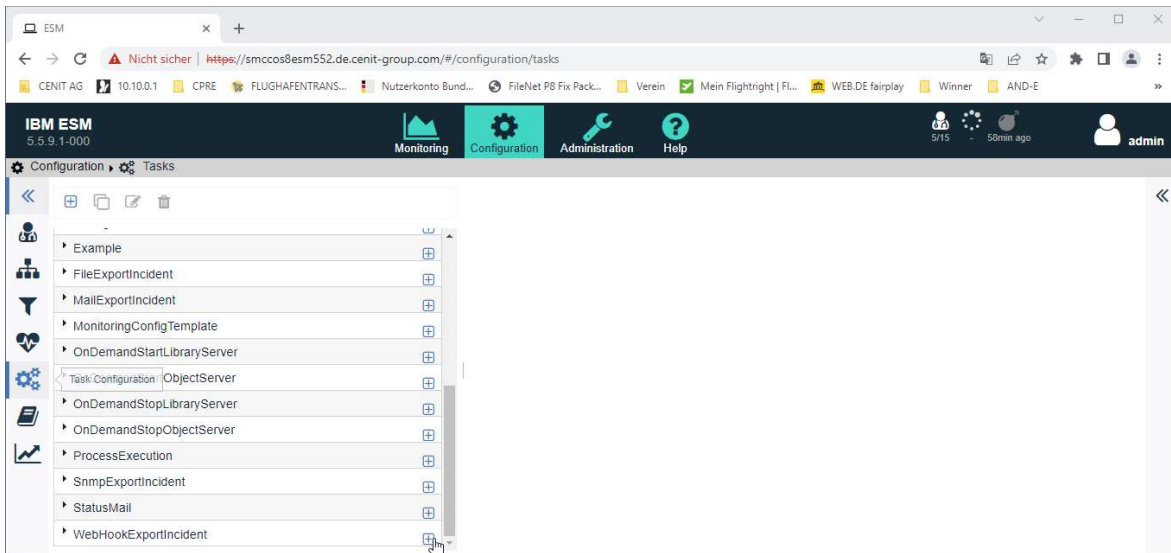 ESM
Nicht sicher | https://smccos8esm552.de.cenit-group.com/#/configuration/tasks
CENIT AG 10.10.0.1 CPRE FLUGHAFENTRANS... Nutzerkonto Bund... FileNet P8 Fix Pack... Verein Mein Flightright | Fl... WEB.DE fairplay Winner AND-E »
IBM ESM
5.5.9.1-000
Monitoring Configuration Administration Help
5/15 - 58min ago
admin
Configuration Tasks
Example
FileExportIncident
MailExportIncident
MonitoringConfigTemplate
OnDemandStartLibraryServer
Task Configuration ObjectServer
OnDemandStopLibraryServer
OnDemandStopObjectServer
ProcessExecution
SnmpExportIncident
StatusMail
WebHookExportIncident